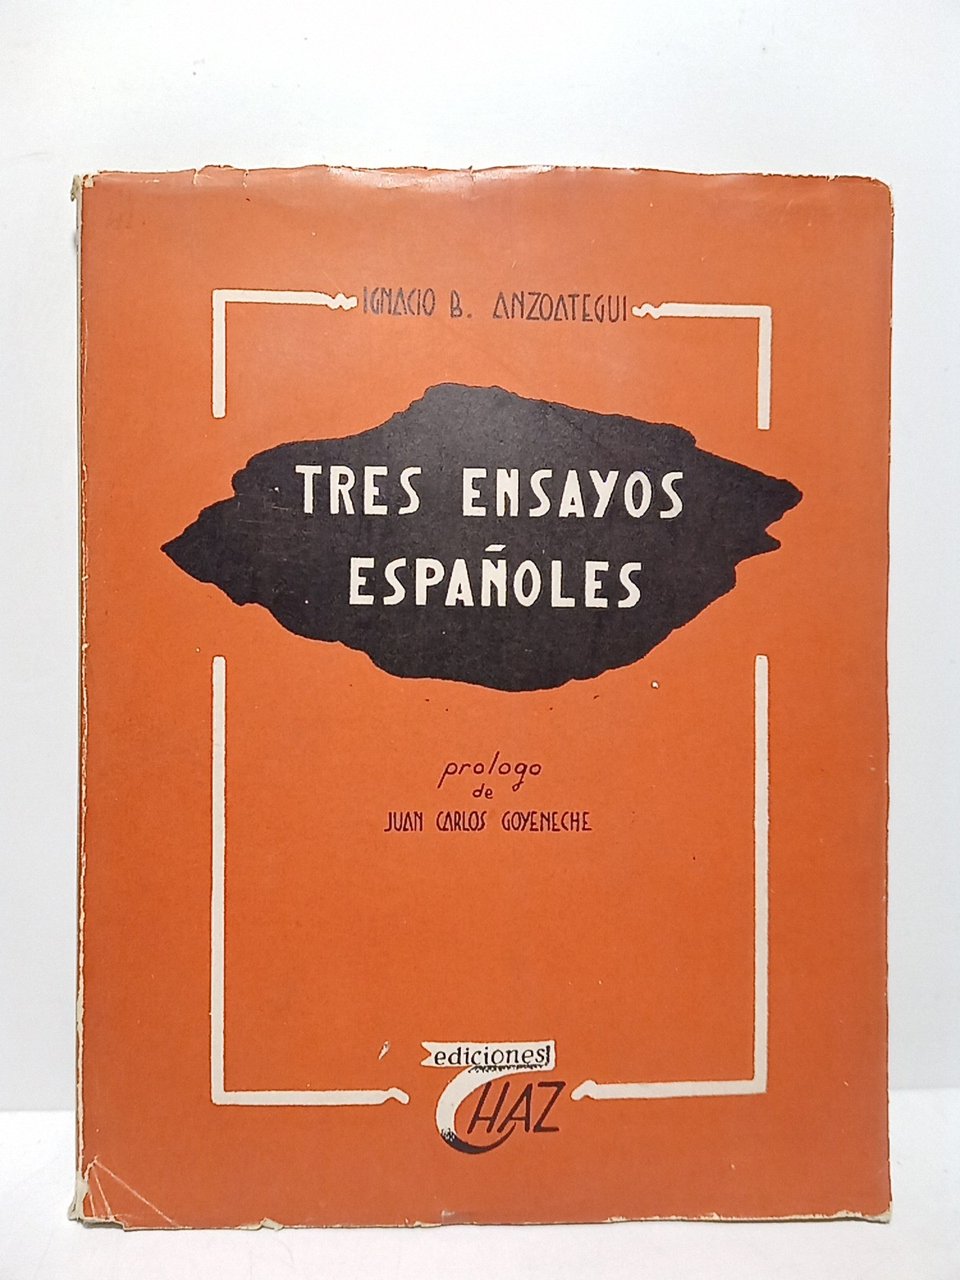 IGNACIO B. ANZOATEGUI
TRES ENSAYOS
ESPAÑOLES
prologo
de
JUAN CARLOS GOYENECHE
ediciones
HAZ